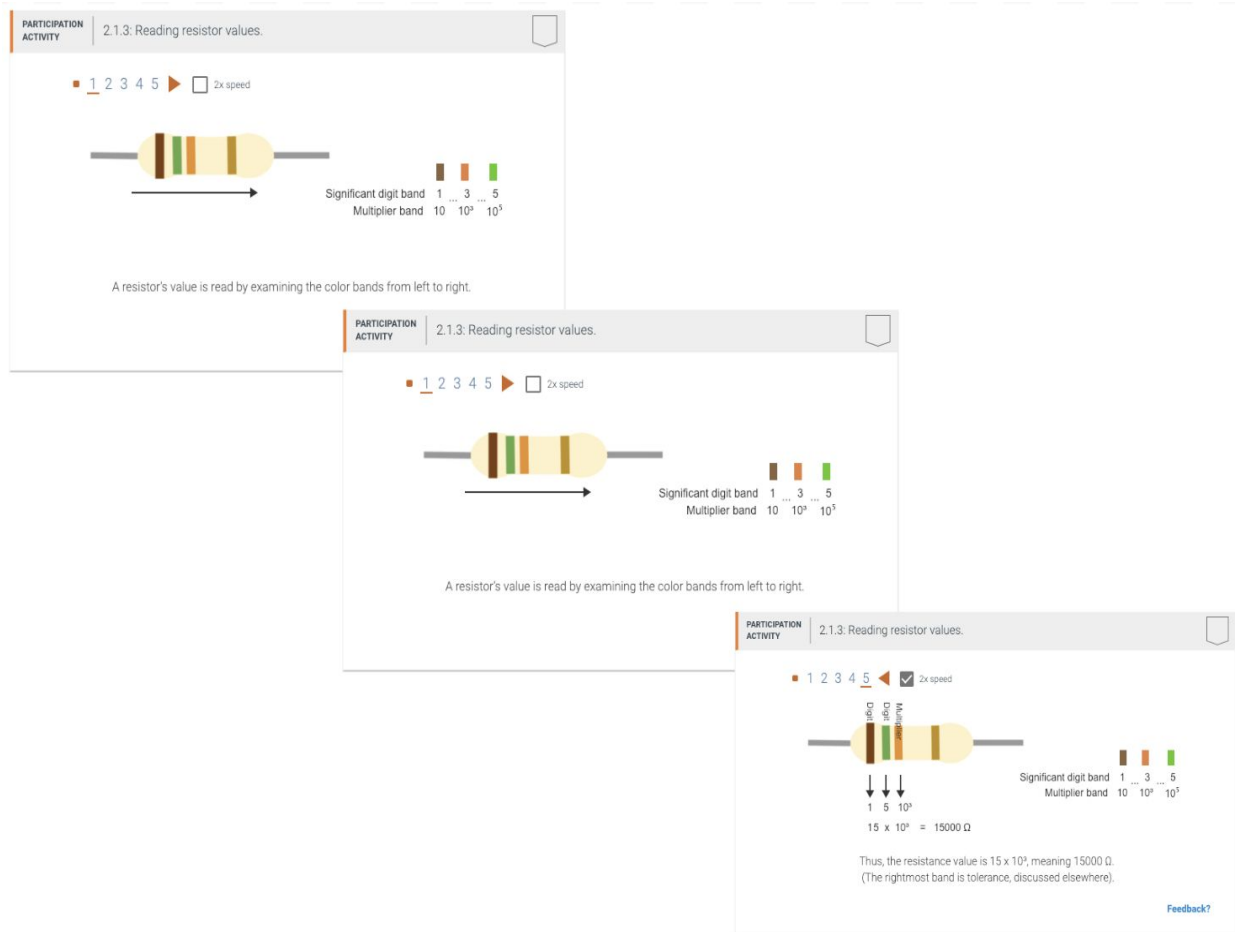 PARTICIPATION ACTIVITY 2.1.3: Reading resistor values.
1 2 3 4 5 2x speed
Significant digit band 1 ... 3 ... 5
Multiplier band 10 10³ 10⁵
A resistor's value is read by examining the color bands from left to right.
PARTICIPATION ACTIVITY 2.1.3: Reading resistor values.
1 2 3 4 5 2x speed
Significant digit band 1 ... 3 ... 5
Multiplier band 10 10³ 10⁵
A resistor's value is read by examining the color bands from left to right.
PARTICIPATION ACTIVITY 2.1.3: Reading resistor values.
1 2 3 4 5 2x speed
Digit Digit Multiplier
Significant digit band 1 ... 3 ... 5
Multiplier band 10 10³ 10⁵
1 5 10³
15 x 10³ = 15000 Ω
Thus, the resistance value is 15 x 10³, meaning 15000 Ω.
(The rightmost band is tolerance, discussed elsewhere).
Feedback?